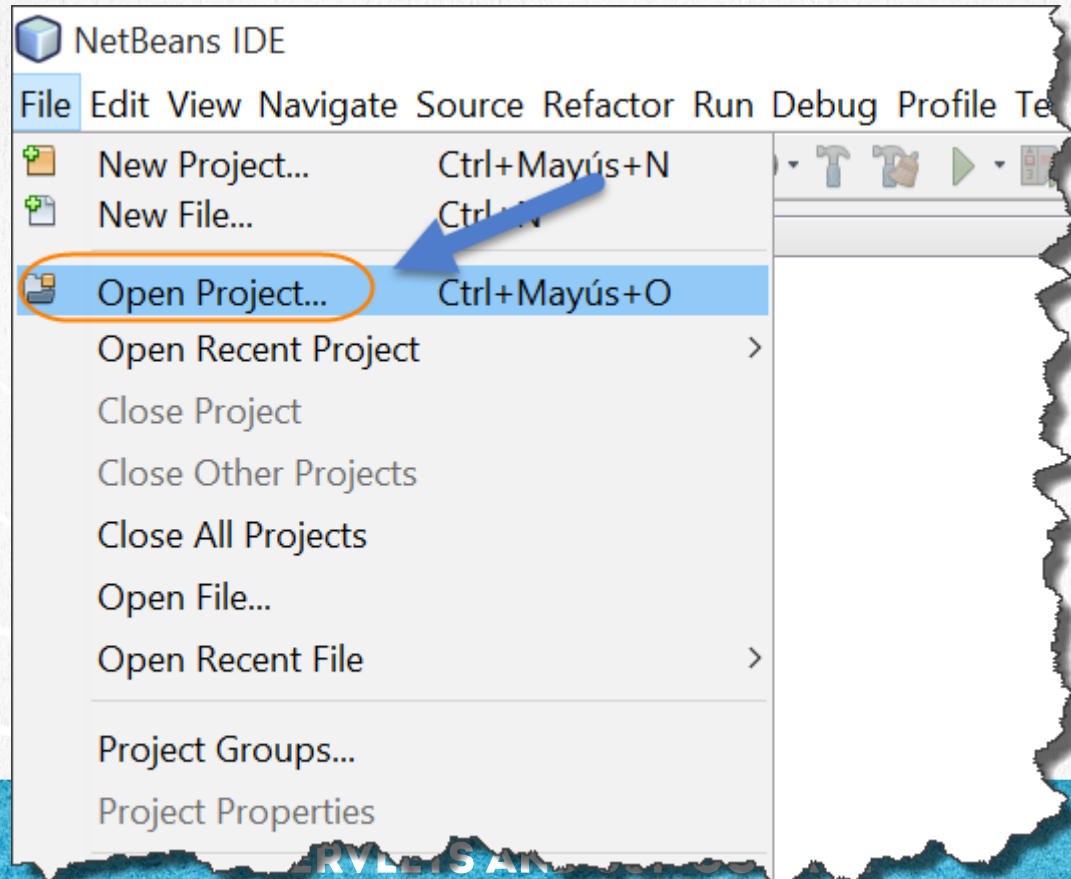 NetBeans IDE
File Edit View Navigate Source Refactor Run Debug Profile
New Project... Ctrl+Mayús+N
New File... Ctrl+N
Open Project... Ctrl+Mayús+O
Open Recent Project
Close Project
Close Other Projects
Close All Projects
Open File...
Open Recent File
Project Groups...
Project Properties